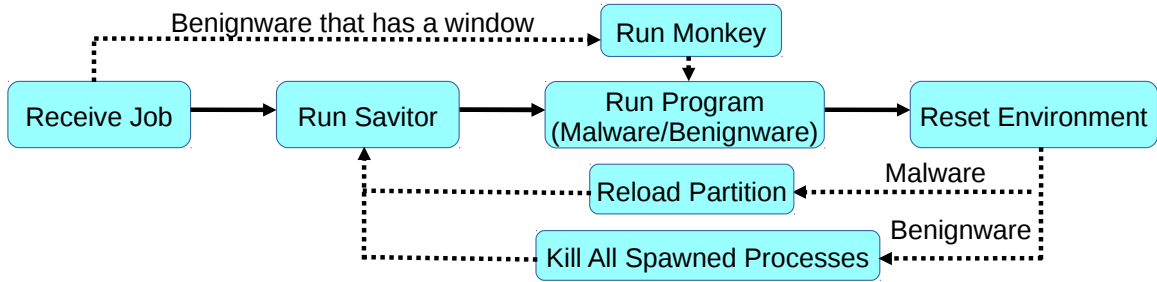 Benignware that has a window
Run Monkey
Receive Job
Run Savitor
Run Program
(Malware/Benignware)
Reset Environment
Malware
Reload Partition
Benignware
Kill All Spawned Processes